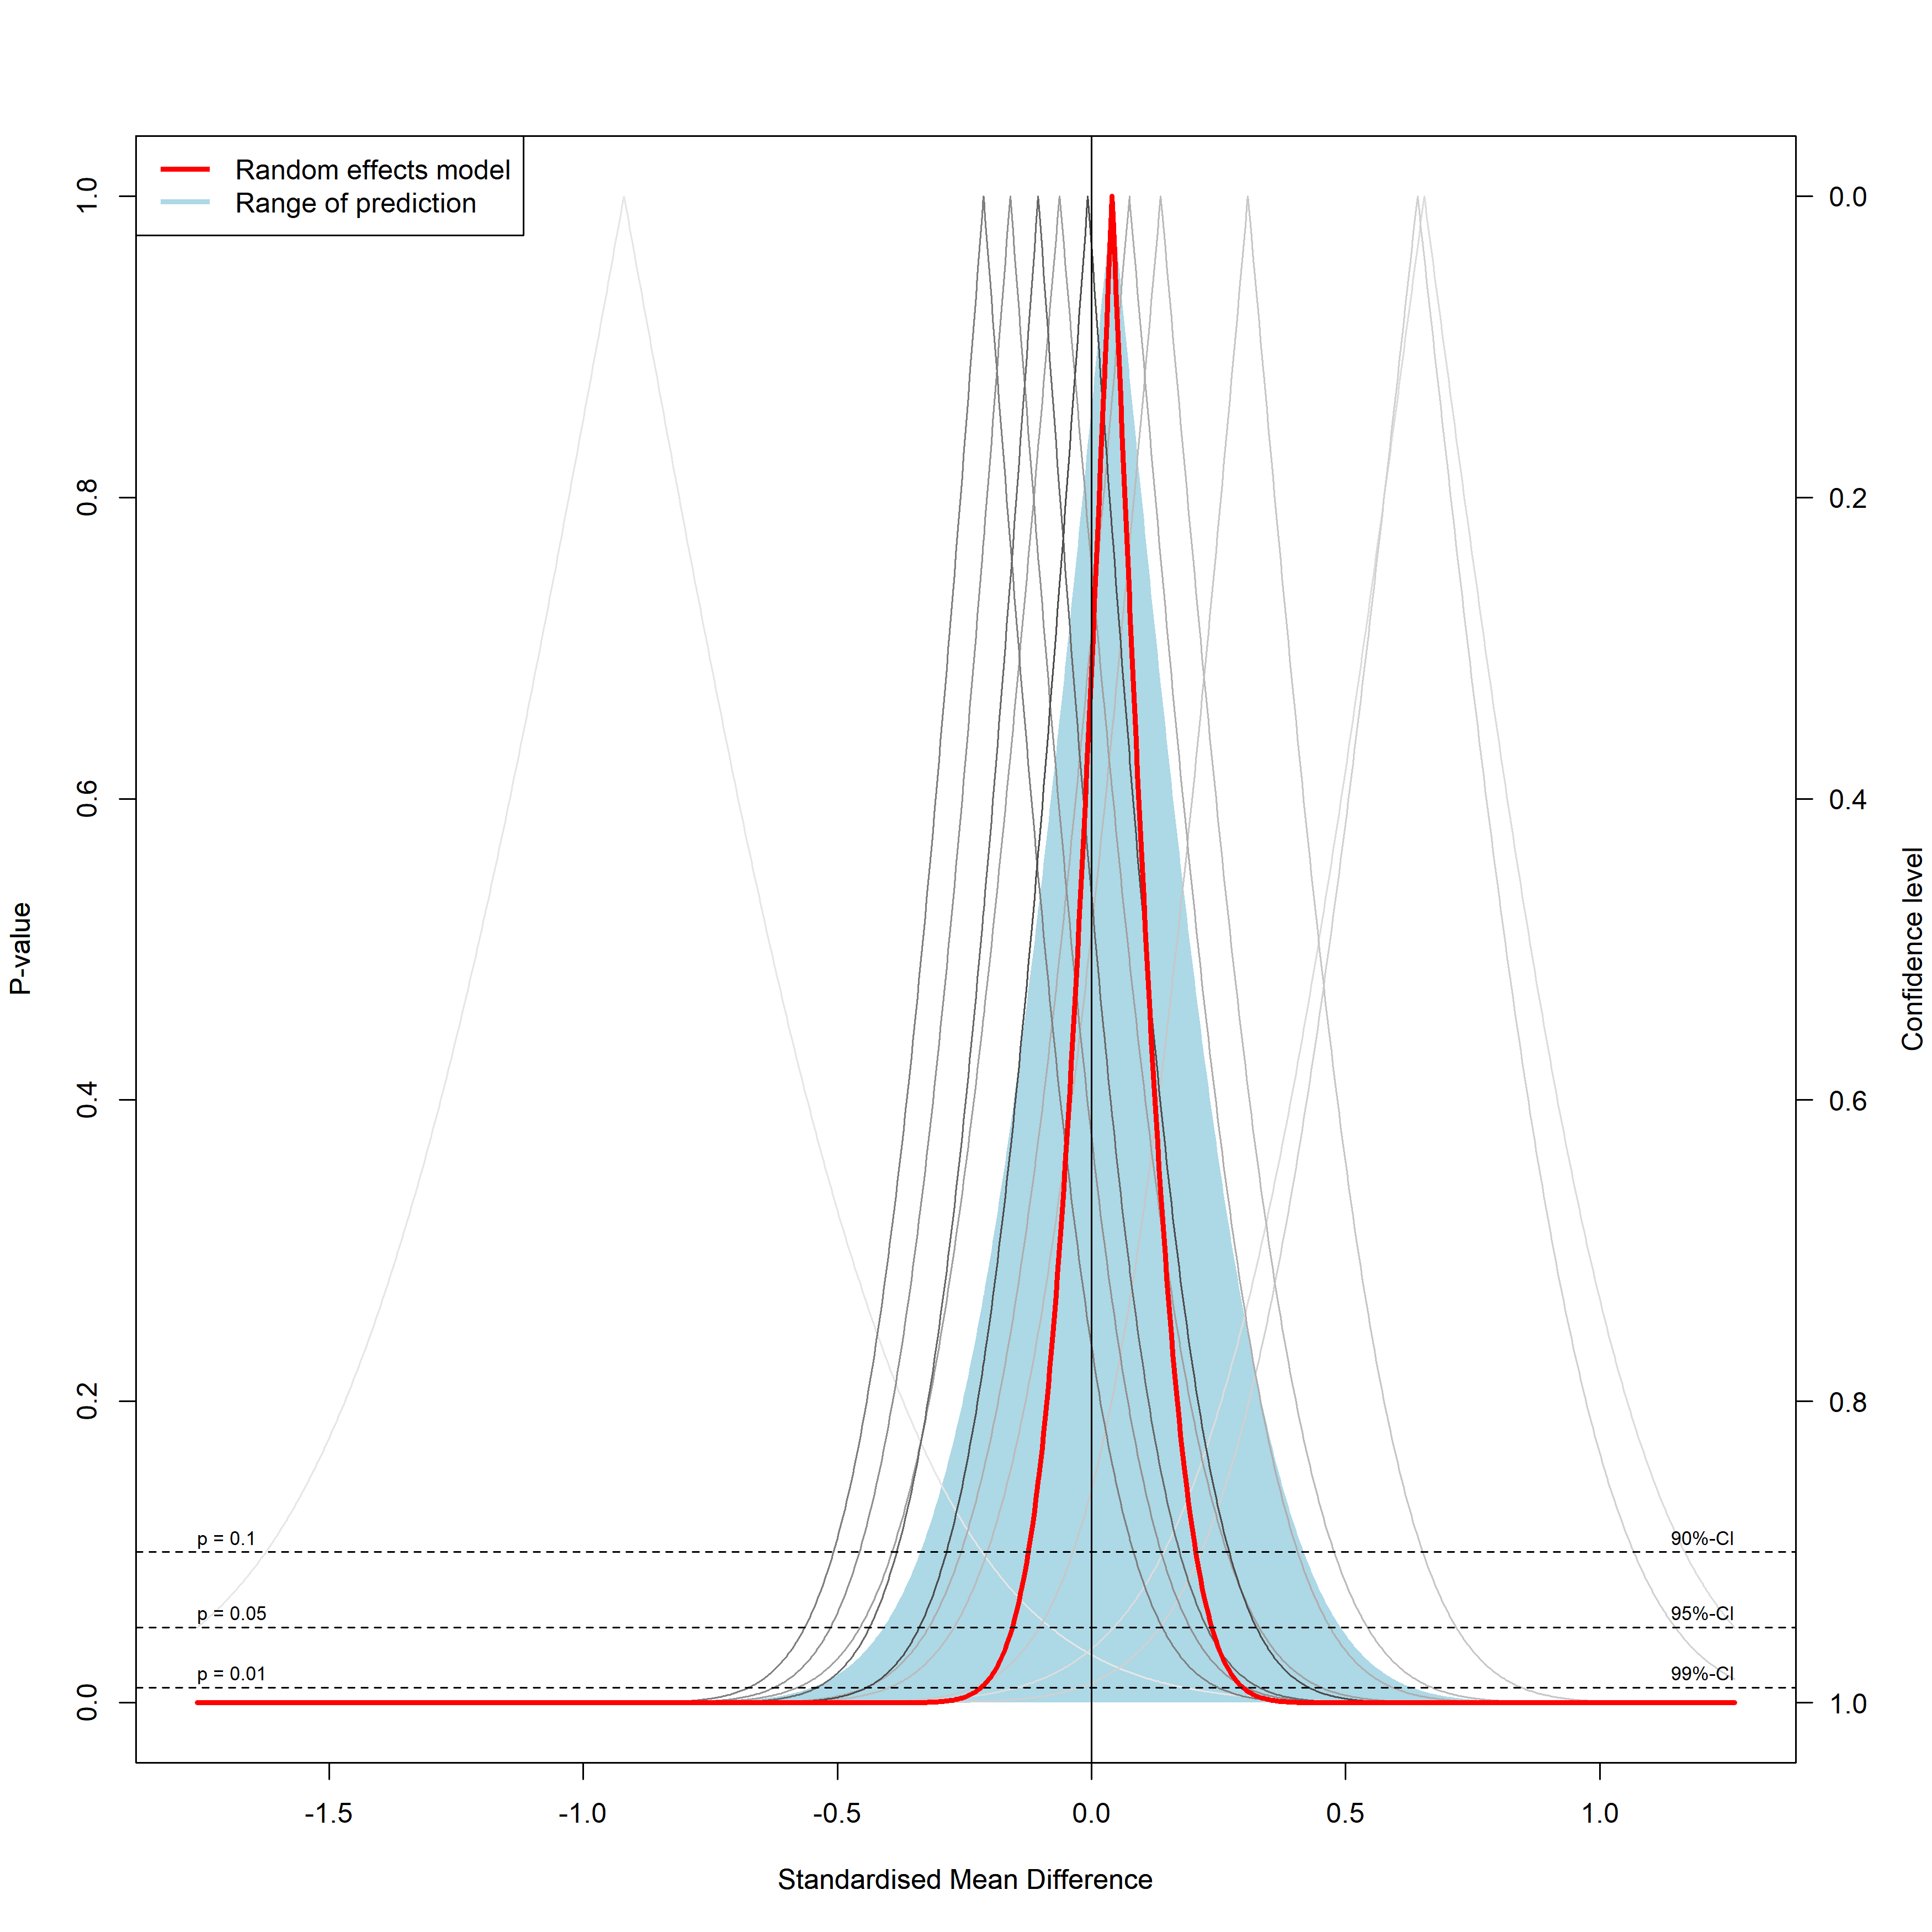 Random effects model
Range of prediction
1.0
0.8
0.6
0.4
0.2
0.0
P-value
0.0
0.2
0.4
0.6
0.8
1.0
Confidence level
p = 0.1
90%-CI
p = 0.05
95%-CI
p = 0.01
99%-CI
-1.5 -1.0 -0.5 0.0 0.5 1.0
Standardised Mean Difference